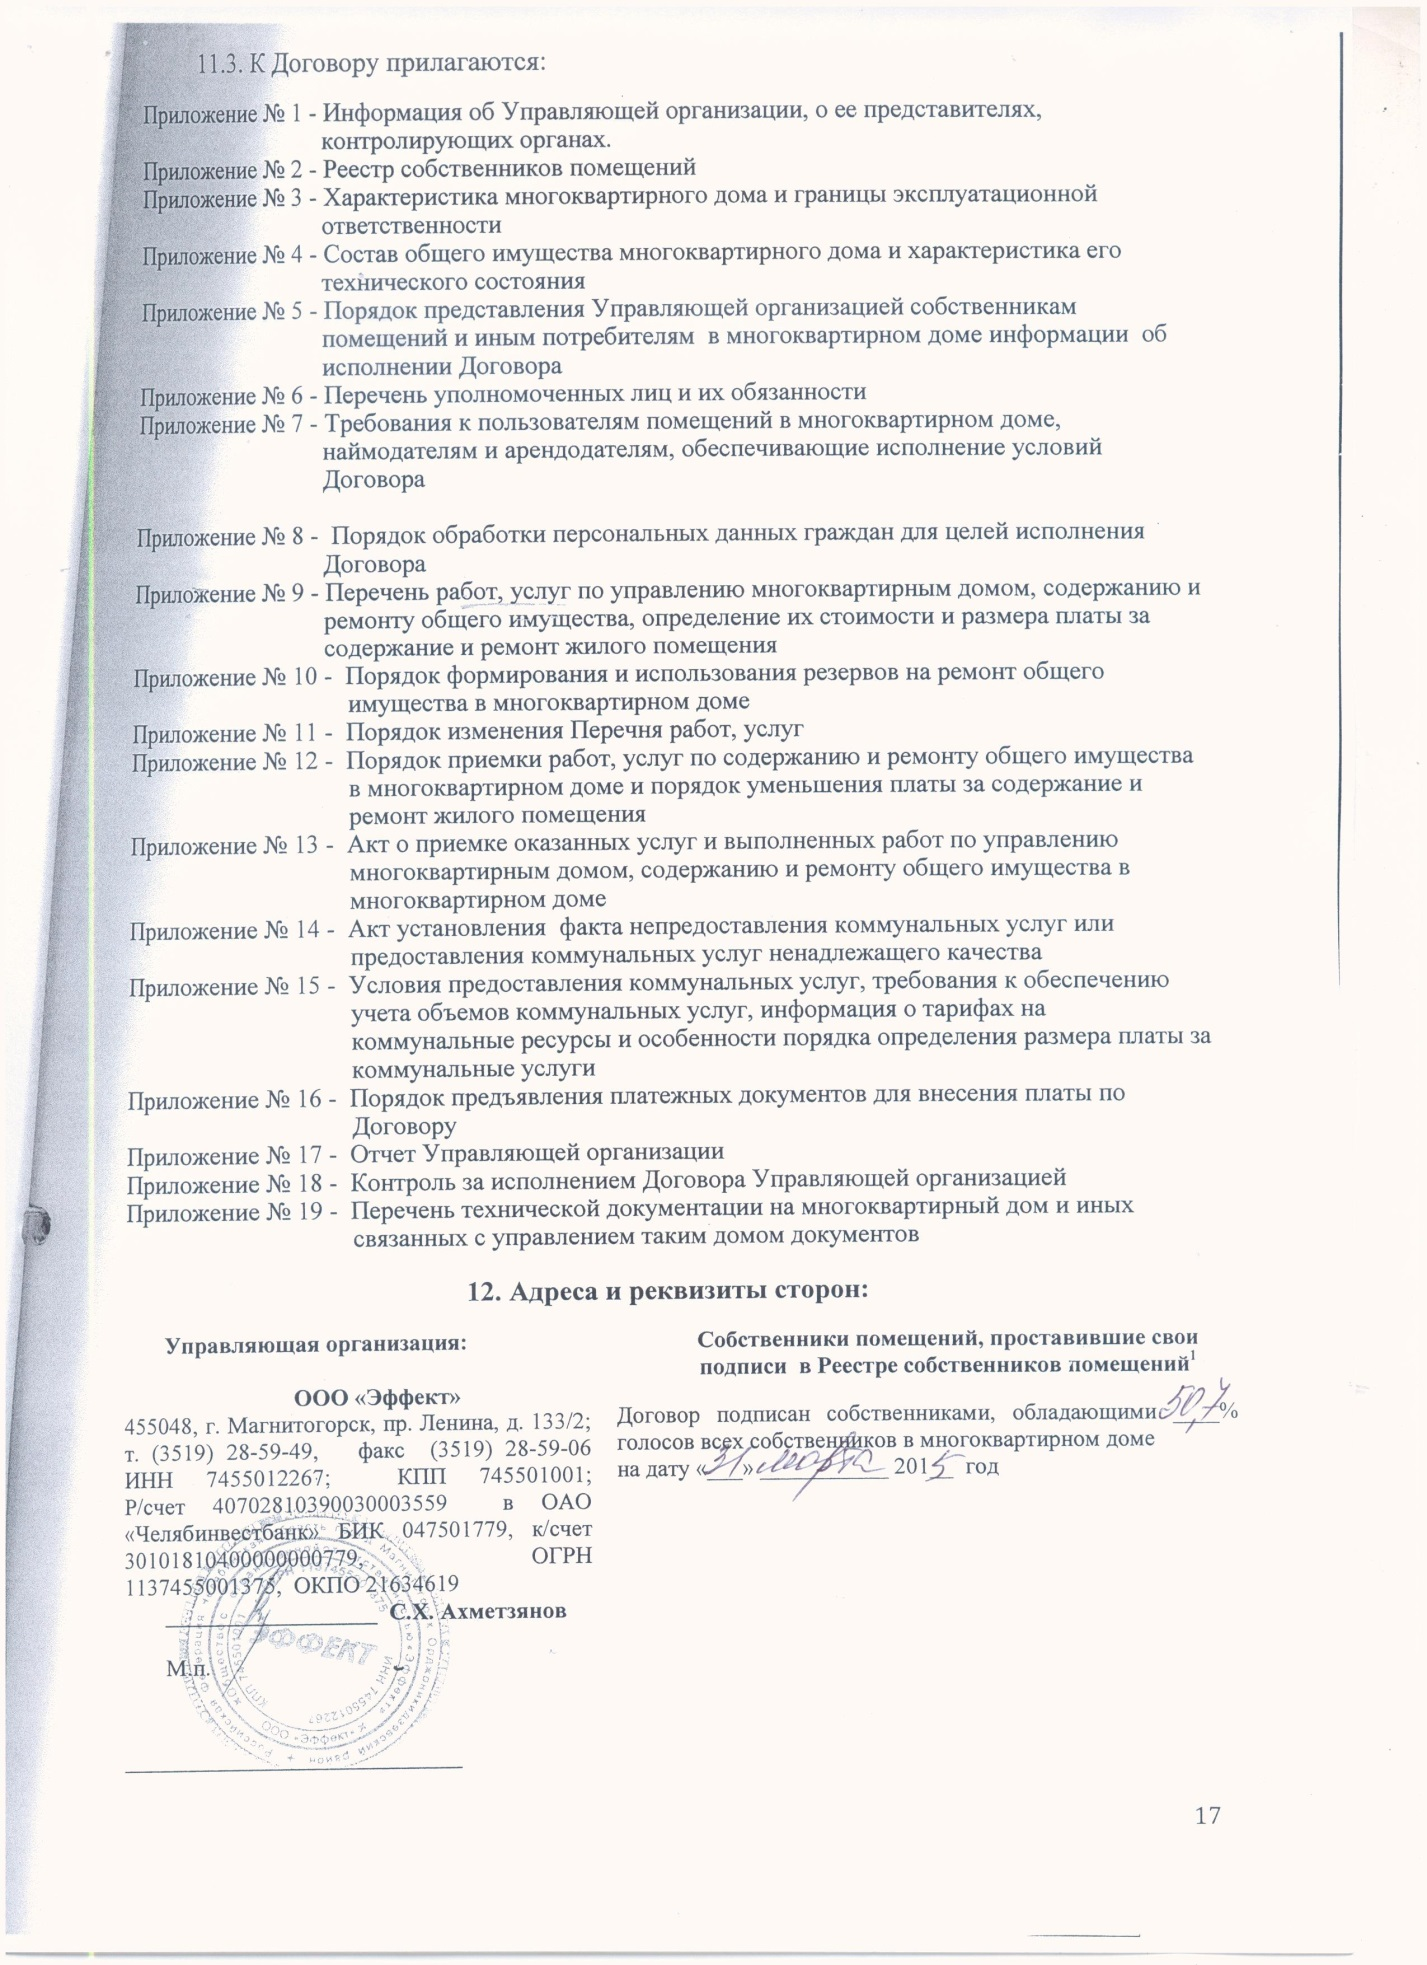 11.3. К Договору прилагаются:
Приложение № 1 - Информация об Управляющей организации, о ее представителях,
контролирующих органах.
Приложение № 2 - Реестр собственников помещений
Приложение № 3 - Характеристика многоквартирного дома и границы эксплуатационной
ответственности
Приложение № 4 - Состав общего имущества многоквартирного дома и характеристика его
технического состояния
Приложение № 5 - Порядок представления Управляющей организацией собственникам
помещений и иным потребителям в многоквартирном доме информации об
исполнении Договора
Приложение № 6 - Перечень уполномоченных лиц и их обязанности
Приложение № 7 - Требования к пользователям помещений в многоквартирном доме,
наймодателям и арендодателям, обеспечивающие исполнение условий
Договора
Приложение № 8 - Порядок обработки персональных данных граждан для целей исполнения
Договора
Приложение № 9 - Перечень работ, услуг по управлению многоквартирным домом, содержанию и
ремонту общего имущества, определение их стоимости и размера платы за
содержание и ремонт жилого помещения
Приложение № 10 - Порядок формирования и использования резервов на ремонт общего
имущества в многоквартирном доме
Приложение № 11 - Порядок изменения Перечня работ, услуг
Приложение № 12 - Порядок приемки работ, услуг по содержанию и ремонту общего имущества
в многоквартирном доме и порядок уменьшения платы за содержание и
ремонт жилого помещения
Приложение № 13 - Акт о приемке оказанных услуг и выполненных работ по управлению
многоквартирным домом, содержанию и ремонту общего имущества в
многоквартирном доме
Приложение № 14 - Акт установления факта непредоставления коммунальных услуг или
предоставления коммунальных услуг ненадлежащего качества
Приложение № 15 - Условия предоставления коммунальных услуг, требования к обеспечению
учета объемов коммунальных услуг, информация о тарифах на
коммунальные ресурсы и особенности порядка определения размера платы за
коммунальные услуги
Приложение № 16 - Порядок предъявления платежных документов для внесения платы по
Договору
Приложение № 17 - Отчет Управляющей организации
Приложение № 18 - Контроль за исполнением Договора Управляющей организацией
Приложение № 19 - Перечень технической документации на многоквартирный дом и иных
связанных с управлением таким домом документов
12. Адреса и реквизиты сторон:
Управляющая организация:
ООО «Эффект»
455048, г. Магнитогорск, пр. Ленина, д. 133/2;
т. (3519) 28-59-49, факс (3519) 28-59-06
ИНН 7455012267; КПП 745501001;
Р/счет 40702810390030003559 в ОАО
«Челябинвестбанк» БИК 047501779, к/счет
30101810400000000779, ОГРН
1137455001375, ОКПО 21634619
С.Х. Ахметзянов
М.п.
ЭФФЕКТ
КПП 745501001
ИНН 7455012267
ООО «Эффект»
Собственники помещений, проставившие свои
подписи в Реестре собственников помещений1
Договор подписан собственниками, обладающими 50,7%
голосов всех собственников в многоквартирном доме
на дату «31» марта 2015 год
17